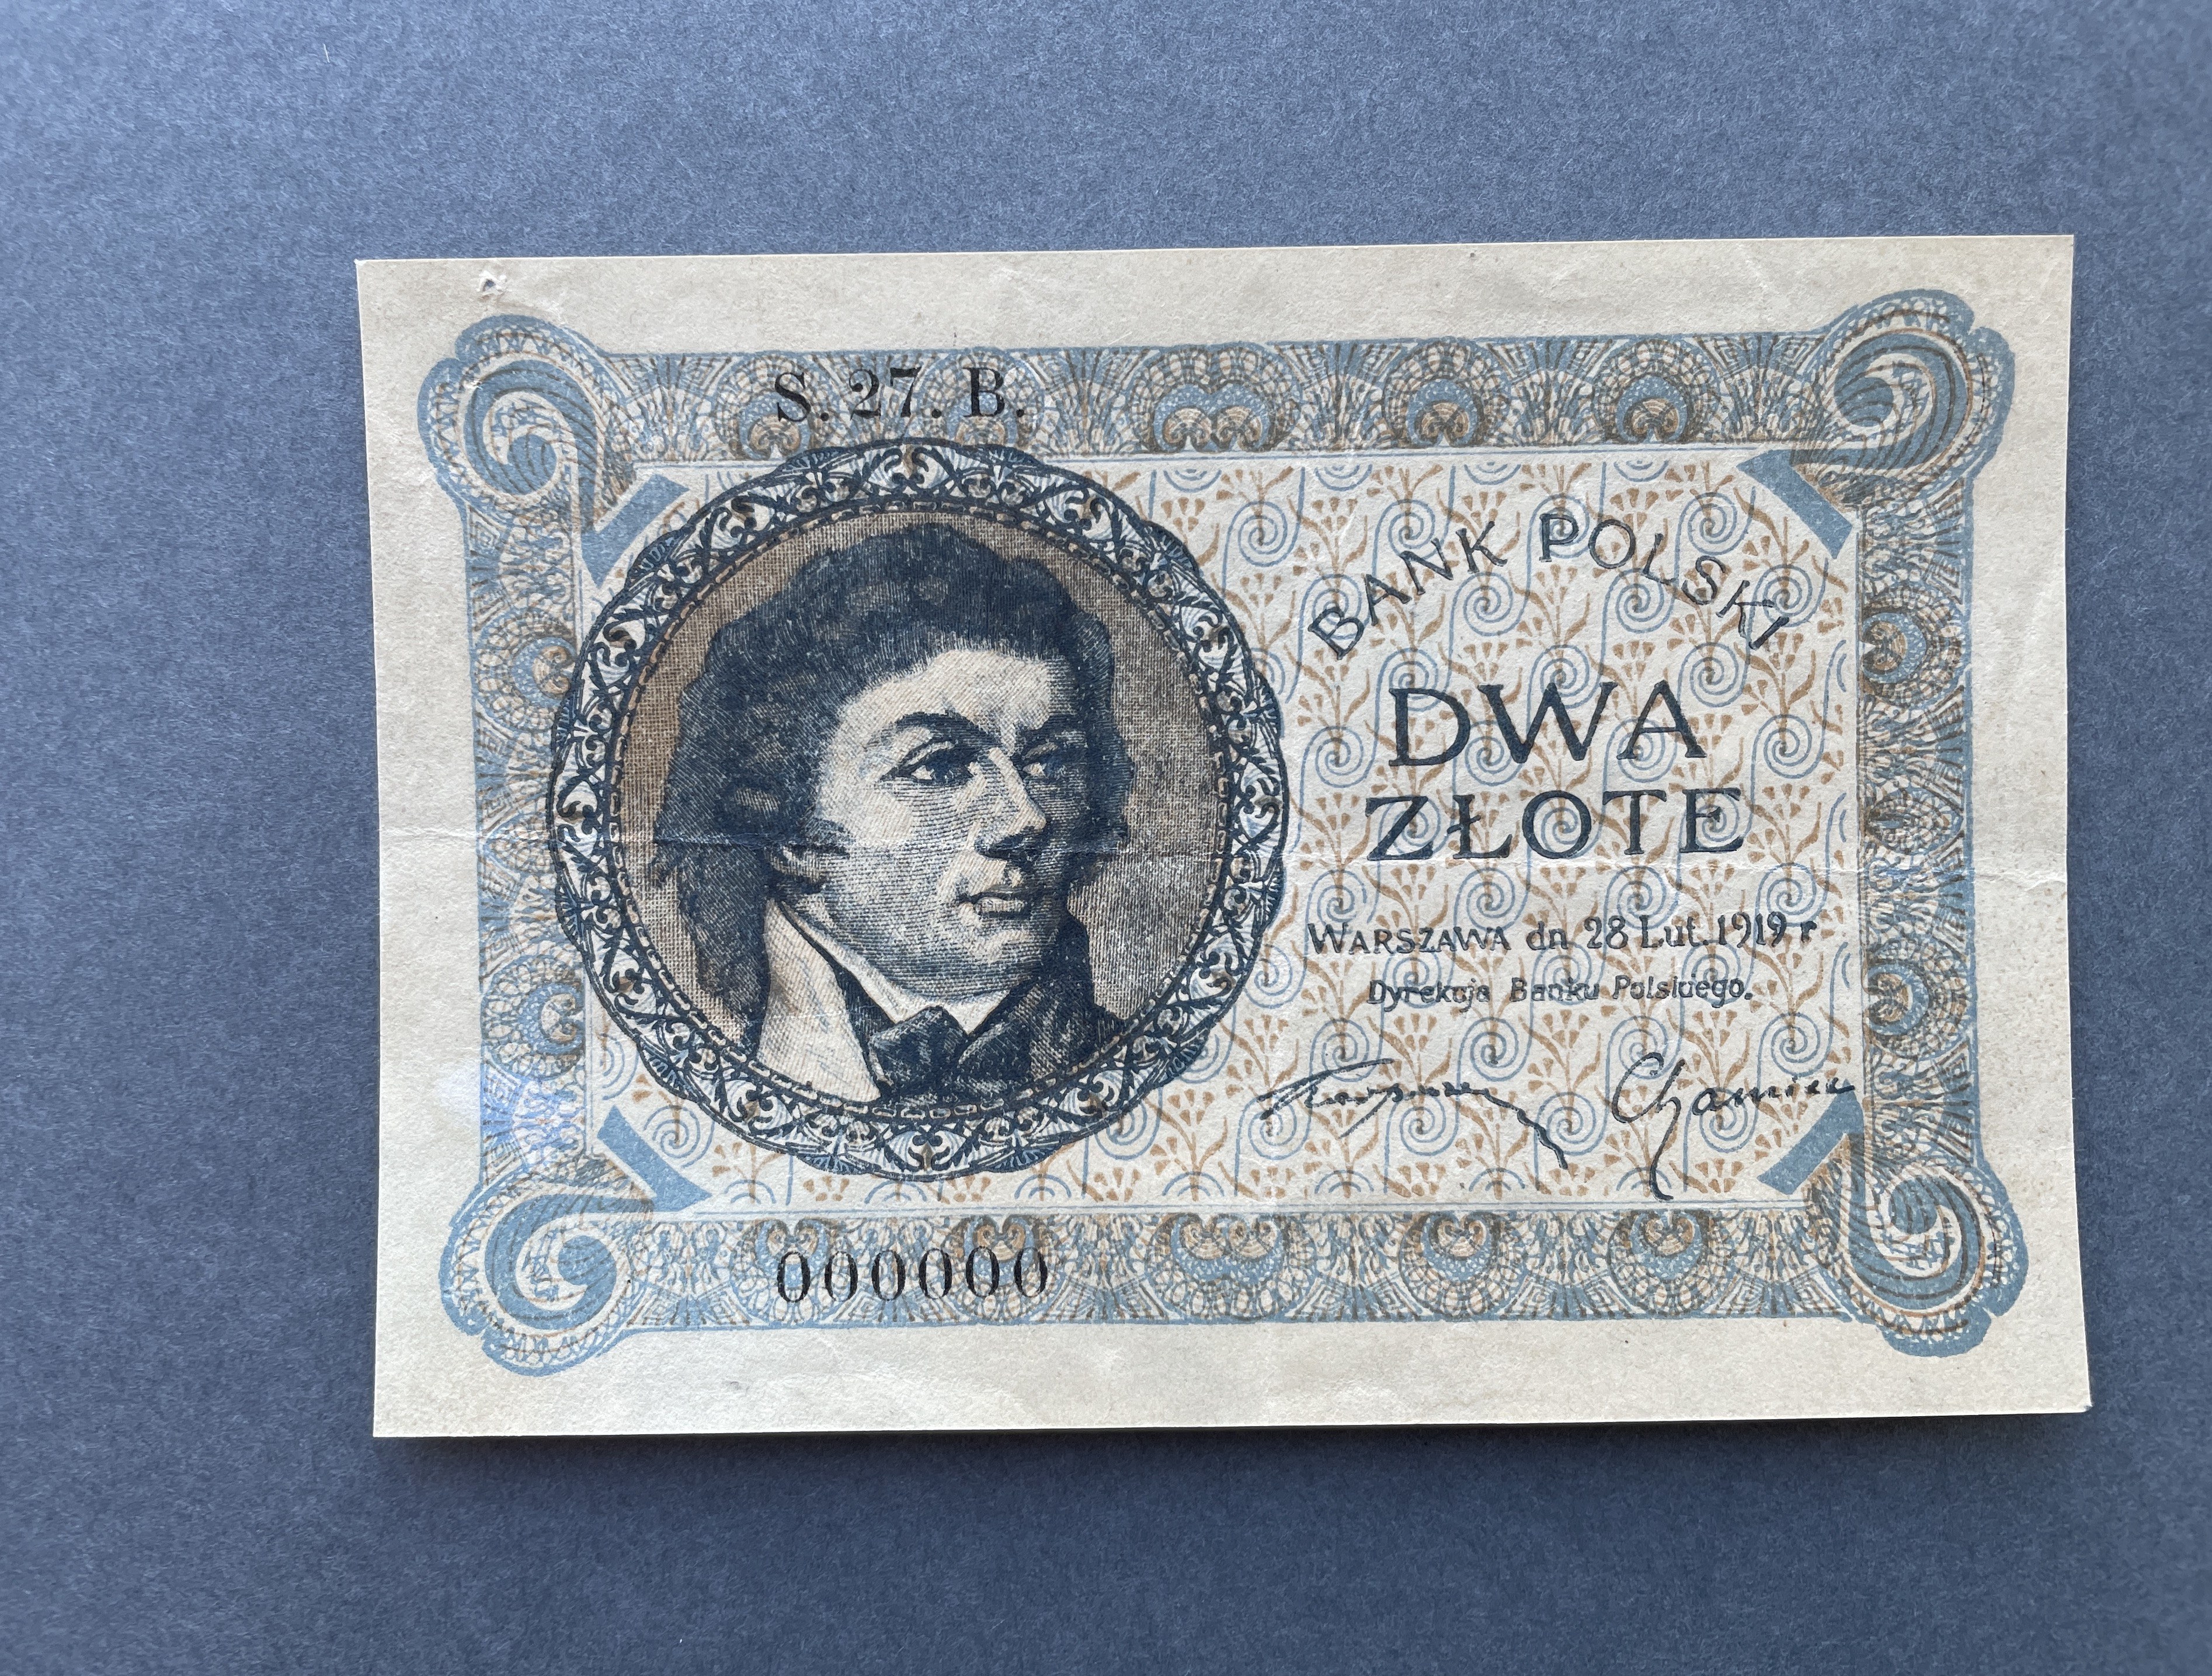 S. 27. B.
BANK POLSKI
DWA
ZŁOTE
WARSZAWA dn 28 Lut. 1919 r
Dyrekcja Banku Polskiego.
000000